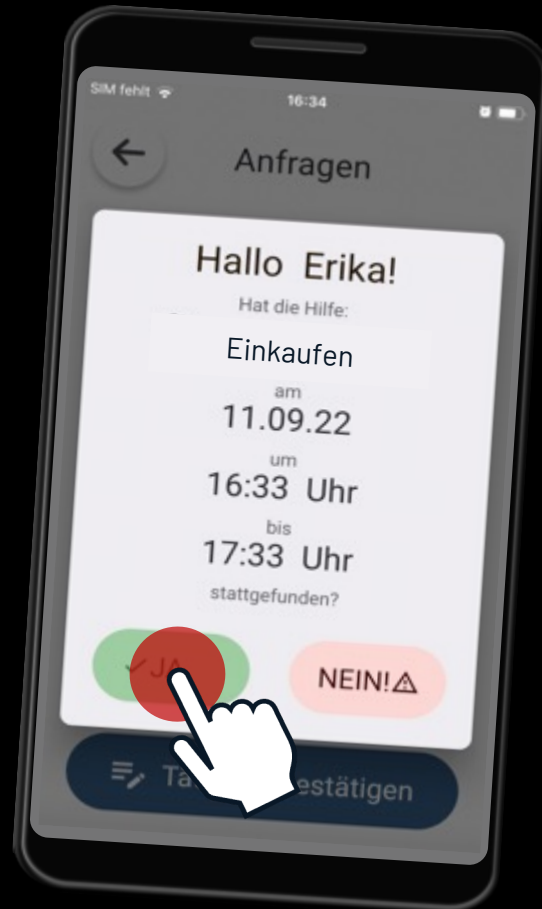 SIM fehlt
16:34
Anfragen
Hallo Erika!
Hat die Hilfe:
Einkaufen
am
11.09.22
um
16:33 Uhr
bis
17:33 Uhr
stattgefunden?
JA
NEIN!